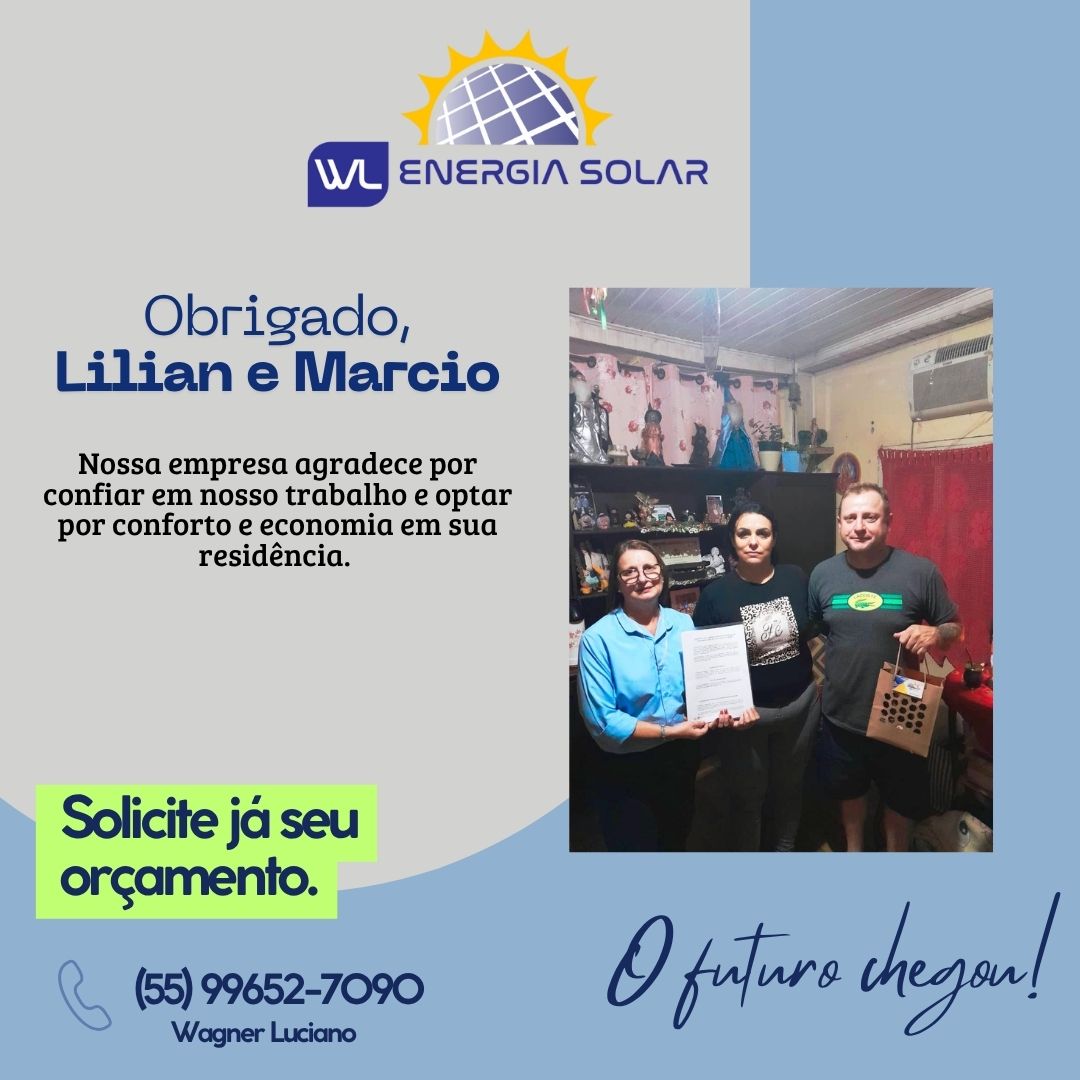 WL ENERGIA SOLAR
Obrigado,
Lilian e Marcio
Nossa empresa agradece por
confiar em nosso trabalho e optar
por conforto e economia em sua
residência.
LACOSTE
Solicite já seu
orçamento.
O futuro chegou!
(55) 99652-7090
Wagner Luciano